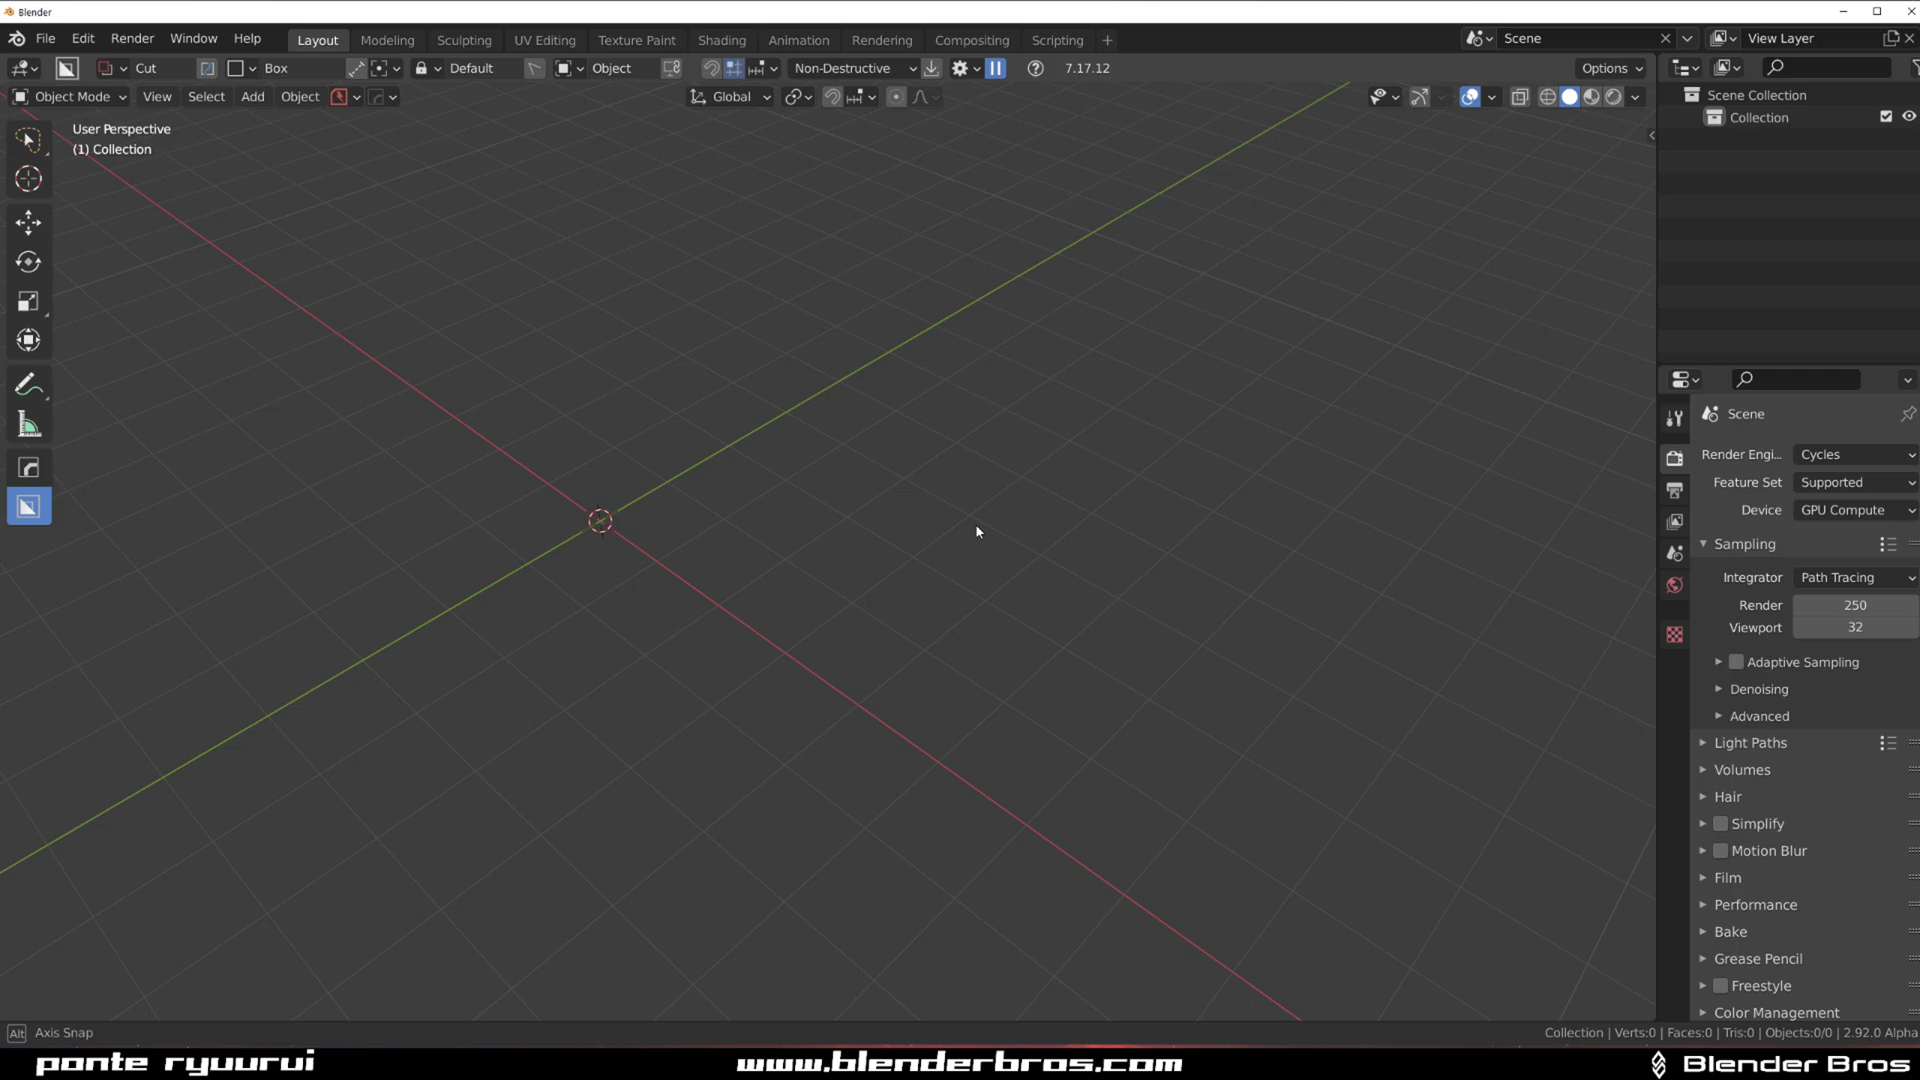 Blender
File Edit Render Window Help Layout Modeling Sculpting UV Editing Texture Paint Shading Animation Rendering Compositing Scripting + Scene View Layer
Cut Box Default Object Non-Destructive 7.17.12 Options
Object Mode View Select Add Object Global
Scene Collection
Collection
User Perspective
(1) Collection
Scene
Render Engi... Cycles
Feature Set Supported
Device GPU Compute
Sampling
Integrator Path Tracing
Render 250
Viewport 32
Adaptive Sampling
Denoising
Advanced
Light Paths
Volumes
Hair
Simplify
Motion Blur
Film
Performance
Bake
Grease Pencil
Freestyle
Color Management
Alt Axis Snap
Collection | Verts:0 | Faces:0 | Tris:0 | Objects:0/0 | 2.92.0 Alpha
ponte ryuurui www.blenderbros.com Blender Bros